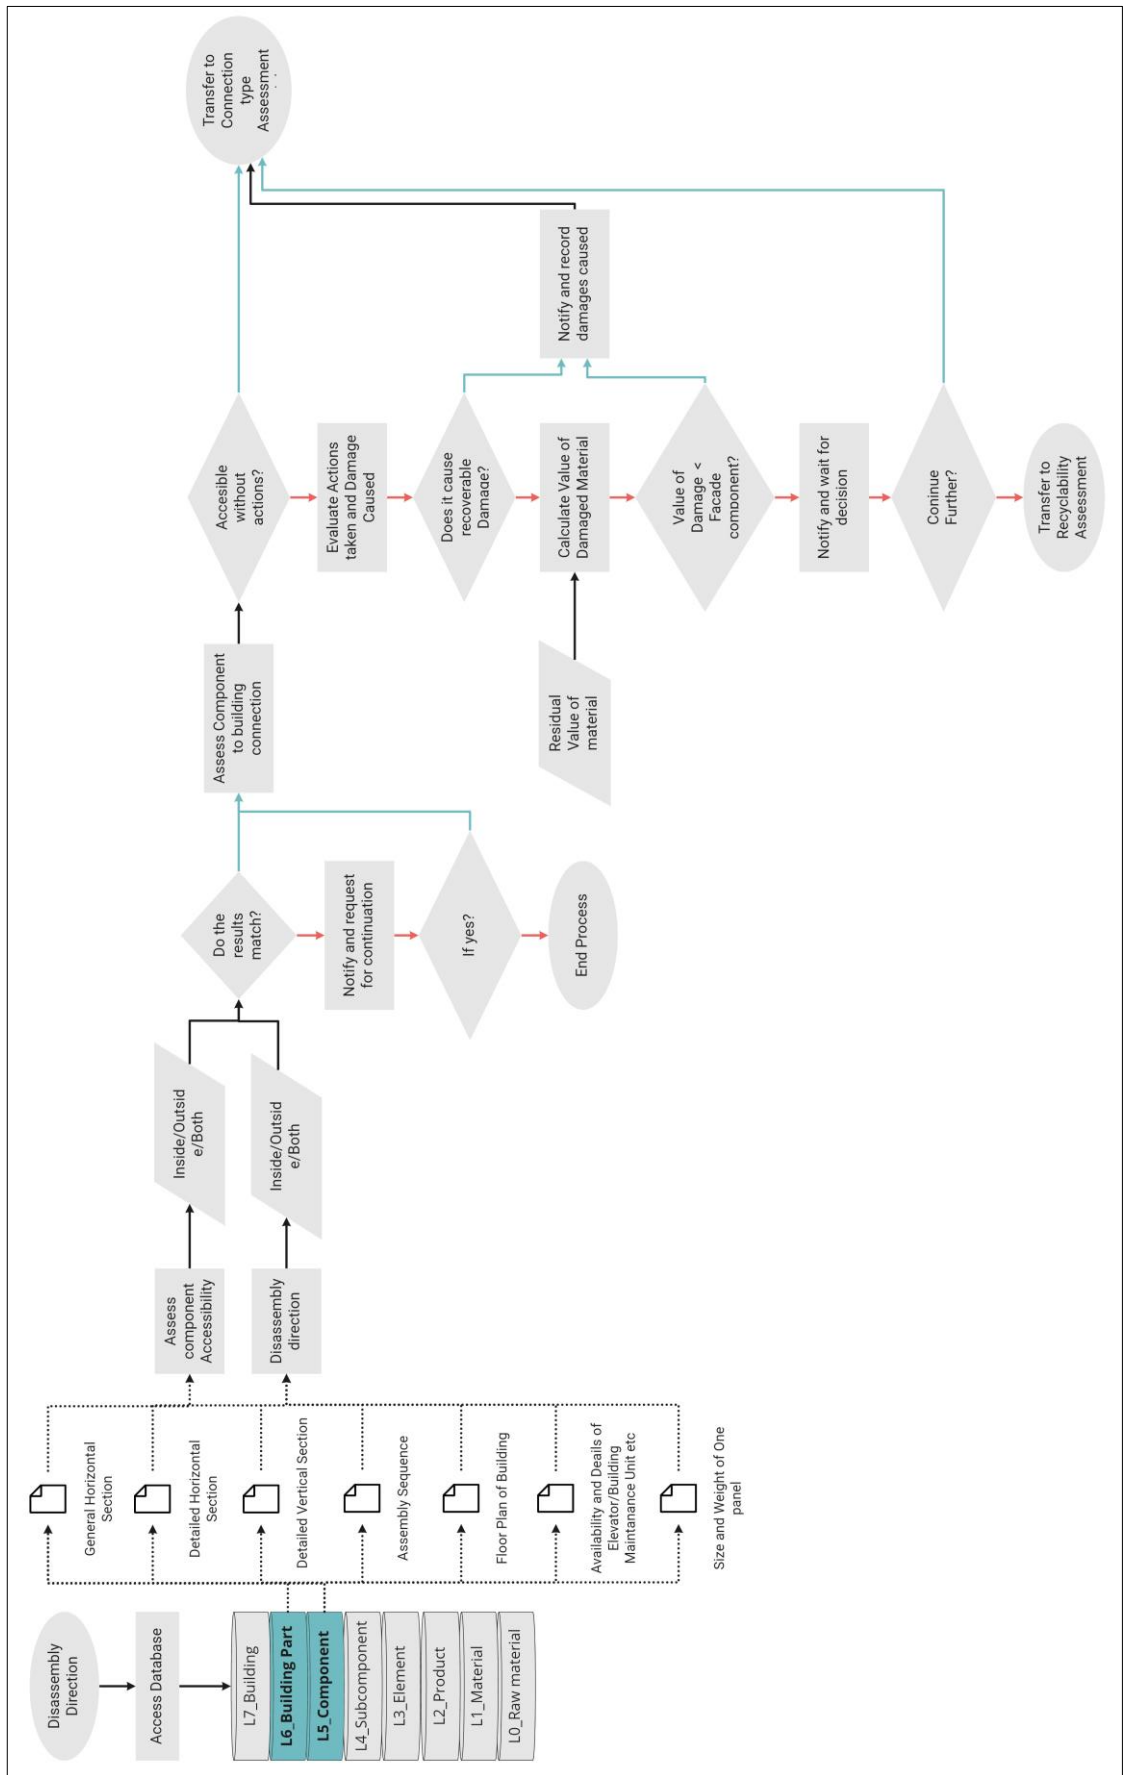 Disassembly
Direction
Access Database
L7_Building
L6_Building Part
L5_Component
L4_Subcomponent
L3_Element
L2_Product
L1_Material
L0_Raw material
General Horizontal
Section
Detailed Horizontal
Section
Detailed Vertical Section
Assembly Sequence
Floor Plan of Building
Availability and Deails of
Elevator/Building
Maintanance Unit etc
Size and Weight of One
panel
Assess
component
Accessibility
Disassembly
direction
Inside/Outsid
e/Both
Inside/Outsid
e/Both
Do the
results
match?
Notify and request
for continuation
If yes?
End Process
Assess Component
to building
connection
Residual
Value of
material
Accesible
without
actions?
Evaluate Actions
taken and Damage
Caused
Does it cause
recoverable
Damage?
Calculate Value of
Damaged Material
Value of
Damage <
Facade
component?
Notify and wait for
decision
Coninue
Further?
Transfer to
Recyclability
Assessment
Notify and record
damages caused
Transfer to
Connection
type
Assessment